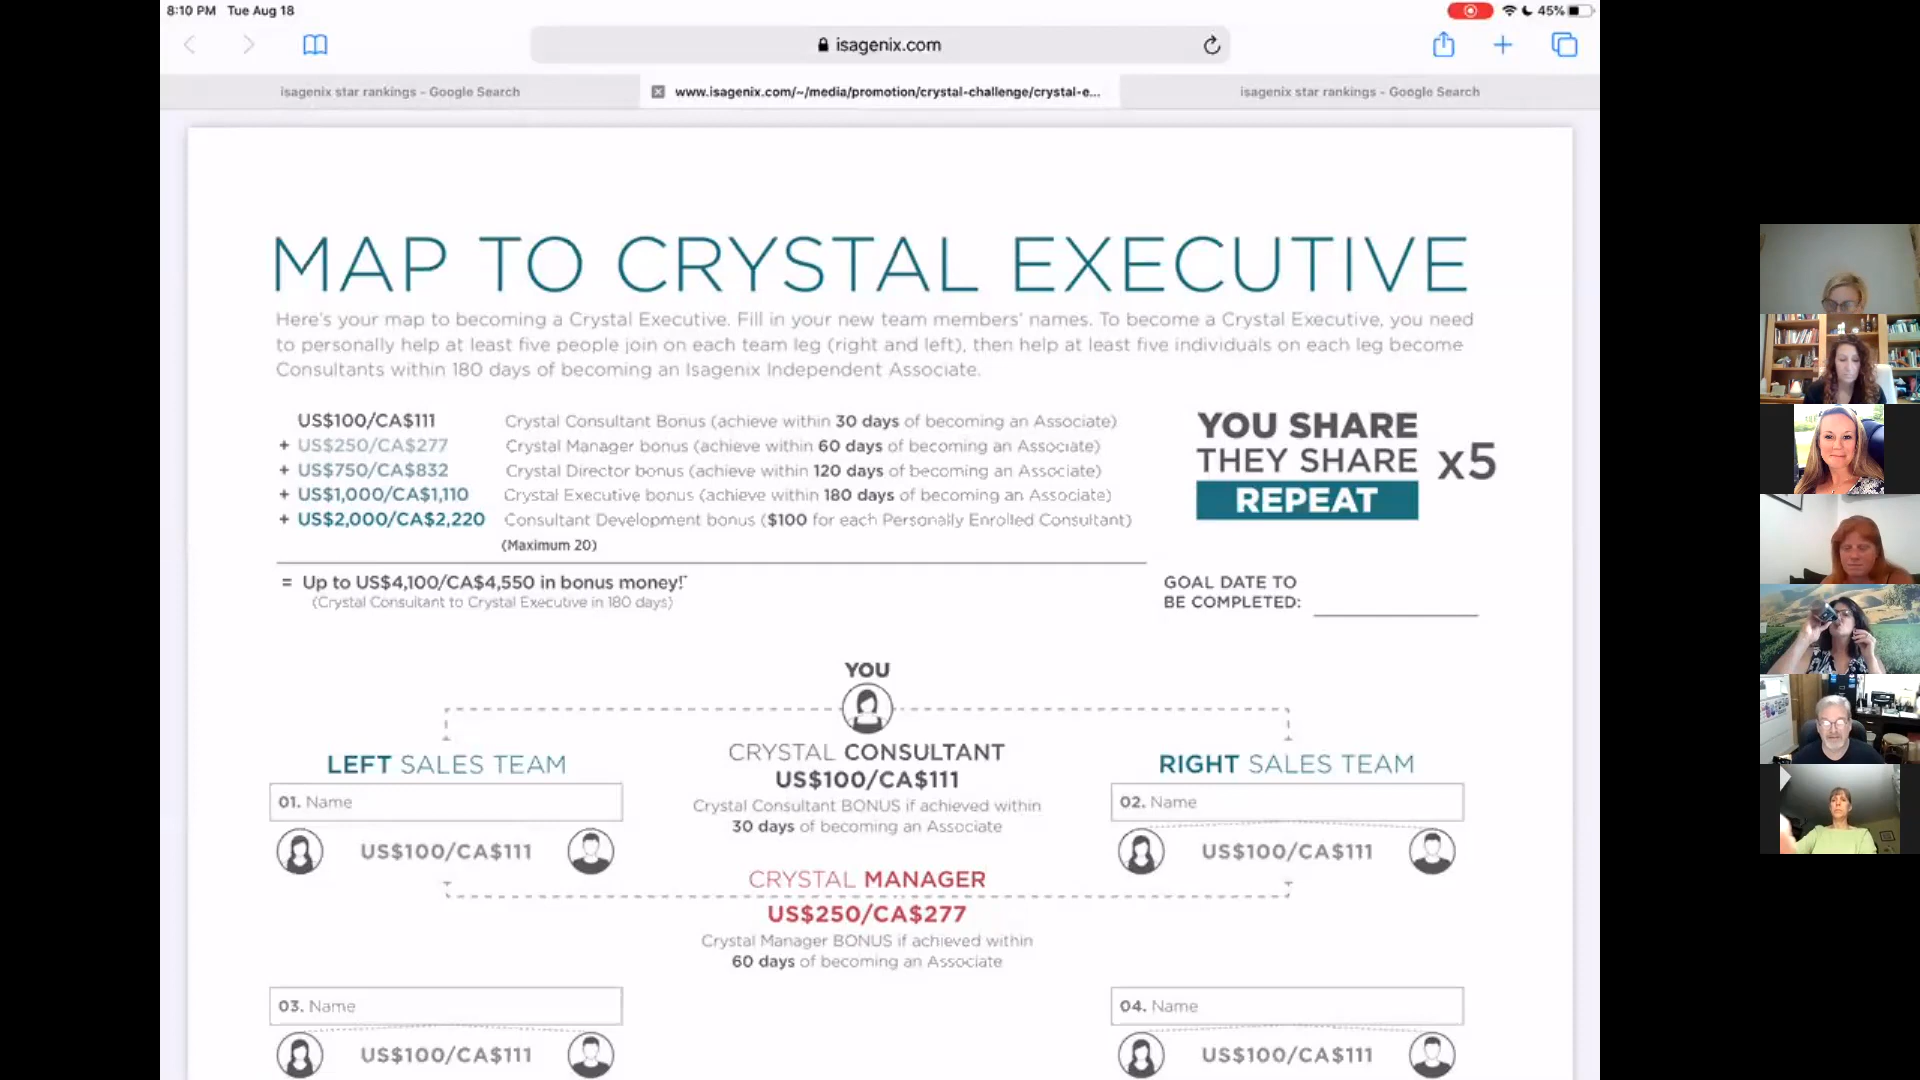 8:10 PM Tue Aug 18
45%
isagenix.com
isagenix star rankings - Google Search
www.isagenix.com/~/media/promotion/crystal-challenge/crystal-e...
isagenix star rankings - Google Search
MAP TO CRYSTAL EXECUTIVE
Here's your map to becoming a Crystal Executive. Fill in your new team members' names. To become a Crystal Executive, you need
to personally help at least five people join on each team leg (right and left), then help at least five individuals on each leg become
Consultants within 180 days of becoming an Isagenix Independent Associate.
US$100/CA$111 Crystal Consultant Bonus (achieve within 30 days of becoming an Associate)
+ US$250/CA$277 Crystal Manager bonus (achieve within 60 days of becoming an Associate)
+ US$750/CA$832 Crystal Director bonus (achieve within 120 days of becoming an Associate)
+ US$1,000/CA$1,110 Crystal Executive bonus (achieve within 180 days of becoming an Associate)
+ US$2,000/CA$2,220 Consultant Development bonus ($100 for each Personally Enrolled Consultant)
(Maximum 20)
YOU SHARE
THEY SHARE
REPEAT
x5
= Up to US$4,100/CA$4,550 in bonus money!*
(Crystal Consultant to Crystal Executive in 180 days)
GOAL DATE TO
BE COMPLETED:
YOU
LEFT SALES TEAM
CRYSTAL CONSULTANT
US$100/CA$111
Crystal Consultant BONUS if achieved within
30 days of becoming an Associate
RIGHT SALES TEAM
01. Name
02. Name
US$100/CA$111
US$100/CA$111
CRYSTAL MANAGER
US$250/CA$277
Crystal Manager BONUS if achieved within
60 days of becoming an Associate
03. Name
04. Name
US$100/CA$111
US$100/CA$111